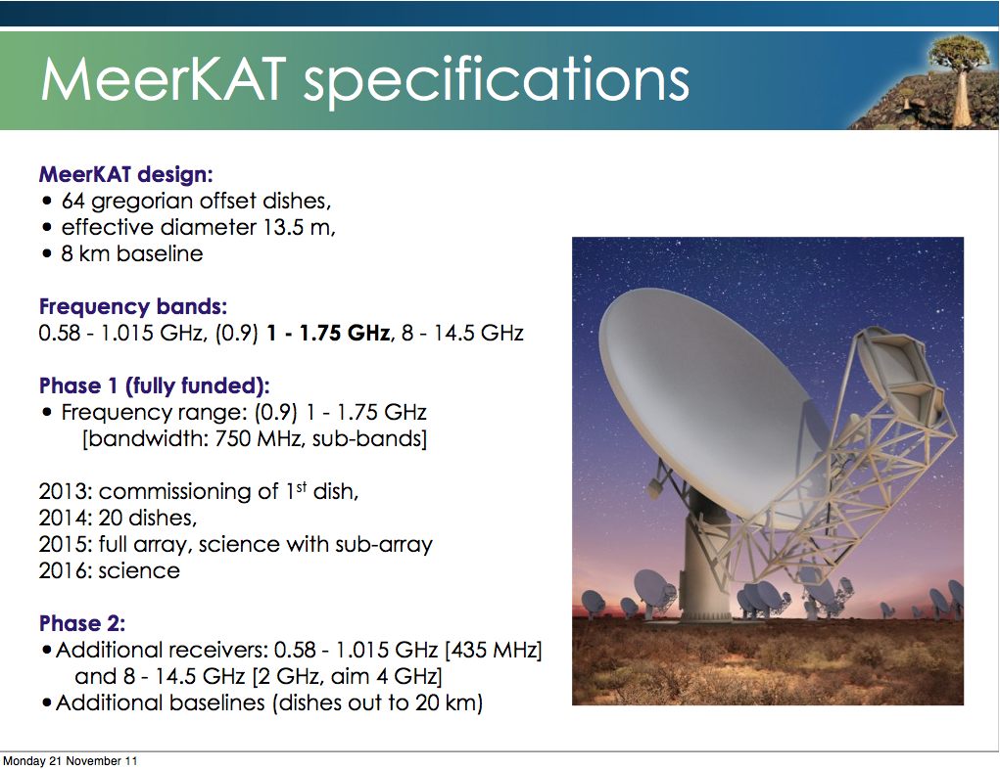 MeerKAT specifications
MeerKAT design:
• 64 gregorian offset dishes,
• effective diameter 13.5 m,
• 8 km baseline
Frequency bands:
0.58 - 1.015 GHz, (0.9) 1 - 1.75 GHz, 8 - 14.5 GHz
Phase 1 (fully funded):
• Frequency range: (0.9) 1 - 1.75 GHz
[bandwidth: 750 MHz, sub-bands]
2013: commissioning of 1st dish,
2014: 20 dishes,
2015: full array, science with sub-array
2016: science
Phase 2:
•Additional receivers: 0.58 - 1.015 GHz [435 MHz]
and 8 - 14.5 GHz [2 GHz, aim 4 GHz]
•Additional baselines (dishes out to 20 km)
Monday 21 November 11